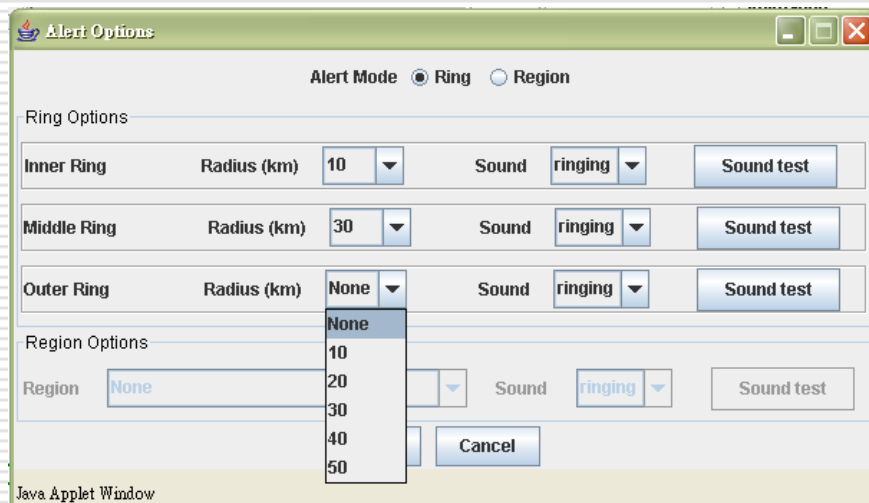 Alert Options
Alert Mode Ring Region
Ring Options
Inner Ring Radius (km) 10 Sound ringing Sound test
Middle Ring Radius (km) 30 Sound ringing Sound test
Outer Ring Radius (km) None Sound ringing Sound test
None
10
20
30
40
50
Region Options
Region None Sound ringing Sound test
Cancel
Java Applet Window